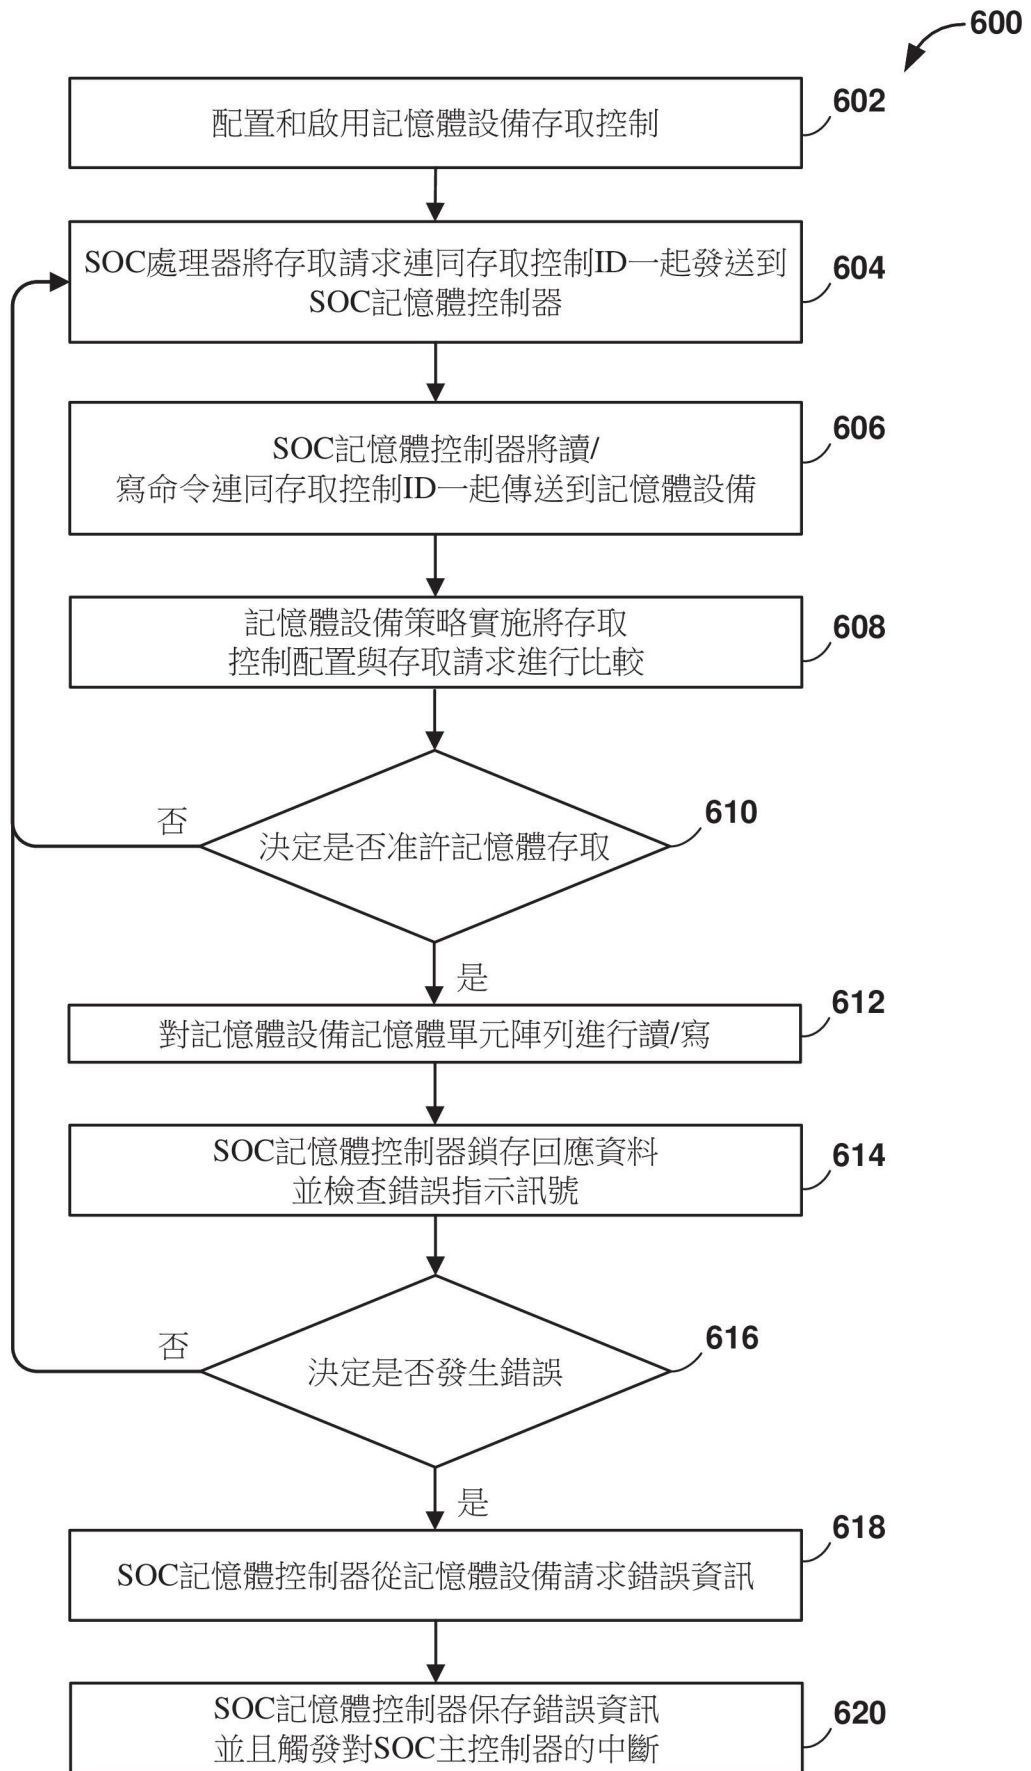 600
配置和啟用記憶體設備存取控制
602
SOC處理器將存取請求連同存取控制ID一起發送到
SOC記憶體控制器
604
SOC記憶體控制器將讀/
寫命令連同存取控制ID一起傳送到記憶體設備
606
記憶體設備策略實施將存取
控制配置與存取請求進行比較
608
否
決定是否准許記憶體存取
610
是
對記憶體設備記憶體單元陣列進行讀/寫
612
SOC記憶體控制器鎖存回應資料
並檢查錯誤指示訊號
614
否
決定是否發生錯誤
616
是
SOC記憶體控制器從記憶體設備請求錯誤資訊
618
SOC記憶體控制器保存錯誤資訊
並且觸發對SOC主控制器的中斷
620